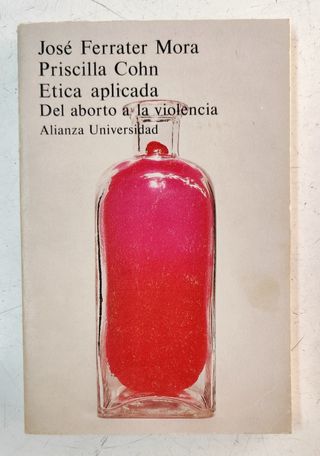 José Ferrater Mora
Priscilla Cohn
Etica aplicada
Del aborto a la violencia
Alianza Universidad